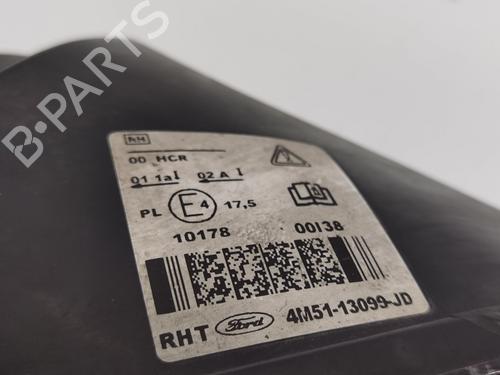 B-PARTS
00 HCR
01 1a 02 A
PL E 4 17,5
10178 00I38
RHT Ford 4M51-13099-JD